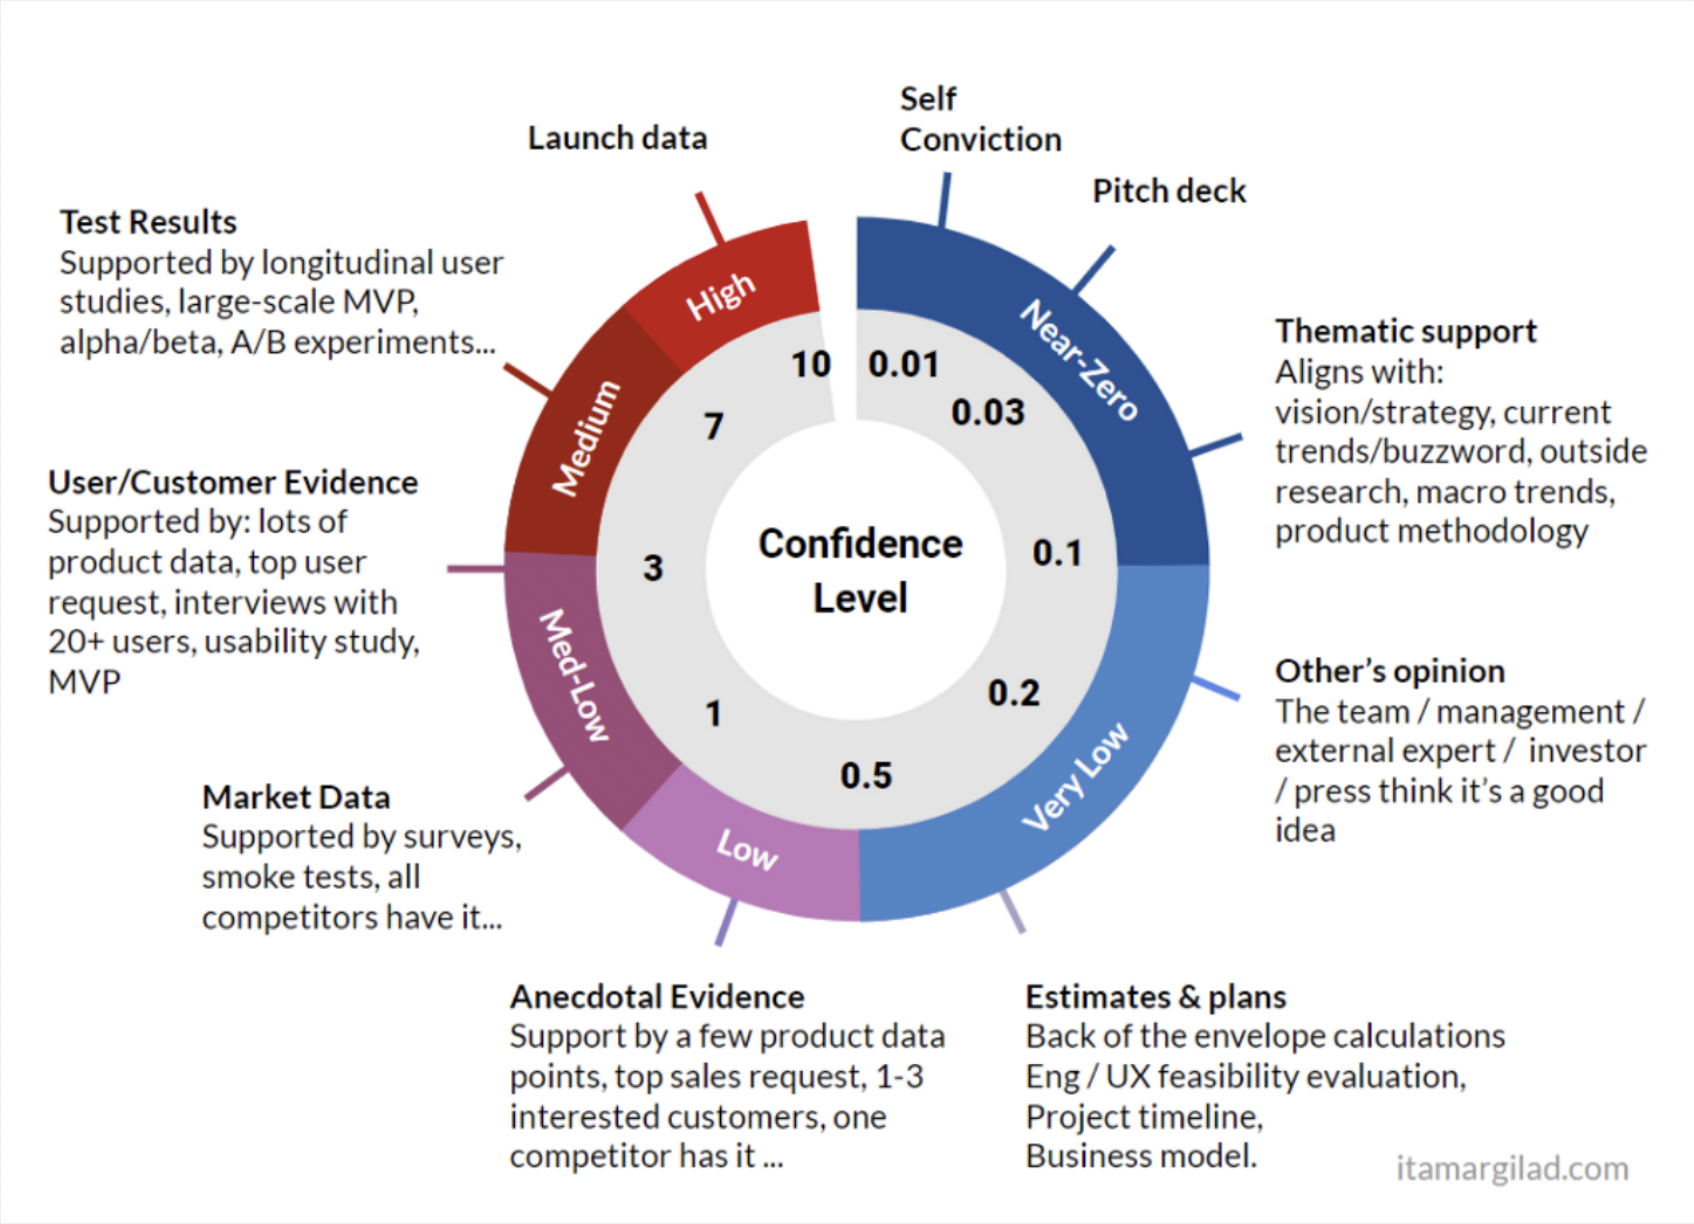 Self
Conviction
Launch data
Pitch deck
Test Results
Supported by longitudinal user
studies, large-scale MVP,
alpha/beta, A/B experiments...
High
Near-Zero
Thematic support
Aligns with:
vision/strategy, current
trends/buzzword, outside
research, macro trends,
product methodology
10
0.01
0.03
7
Medium
User/Customer Evidence
Supported by: lots of
product data, top user
request, interviews with
20+ users, usability study,
MVP
3
Confidence
Level
0.1
Med-Low
1
0.2
0.5
Very Low
Other’s opinion
The team / management /
external expert / investor
/ press think it’s a good
idea
Market Data
Supported by surveys,
smoke tests, all
competitors have it...
Low
Anecdotal Evidence
Support by a few product data
points, top sales request, 1-3
interested customers, one
competitor has it ...
Estimates & plans
Back of the envelope calculations
Eng / UX feasibility evaluation,
Project timeline,
Business model.
itamargilad.com